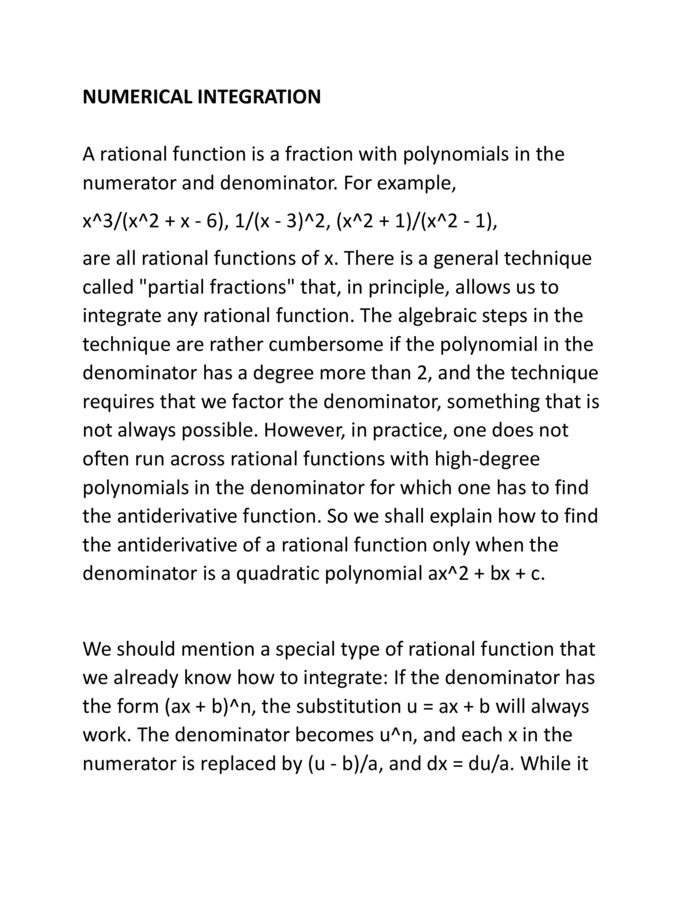 NUMERICAL INTEGRATION
A rational function is a fraction with polynomials in the
numerator and denominator. For example,
x^3/(x^2 + x - 6), 1/(x - 3)^2, (x^2 + 1)/(x^2 - 1),
are all rational functions of x. There is a general technique
called "partial fractions" that, in principle, allows us to
integrate any rational function. The algebraic steps in the
technique are rather cumbersome if the polynomial in the
denominator has a degree more than 2, and the technique
requires that we factor the denominator, something that is
not always possible. However, in practice, one does not
often run across rational functions with high-degree
polynomials in the denominator for which one has to find
the antiderivative function. So we shall explain how to find
the antiderivative of a rational function only when the
denominator is a quadratic polynomial ax^2 + bx + c.
We should mention a special type of rational function that
we already know how to integrate: If the denominator has
the form (ax + b)^n, the substitution u = ax + b will always
work. The denominator becomes u^n, and each x in the
numerator is replaced by (u - b)/a, and dx = du/a. While it